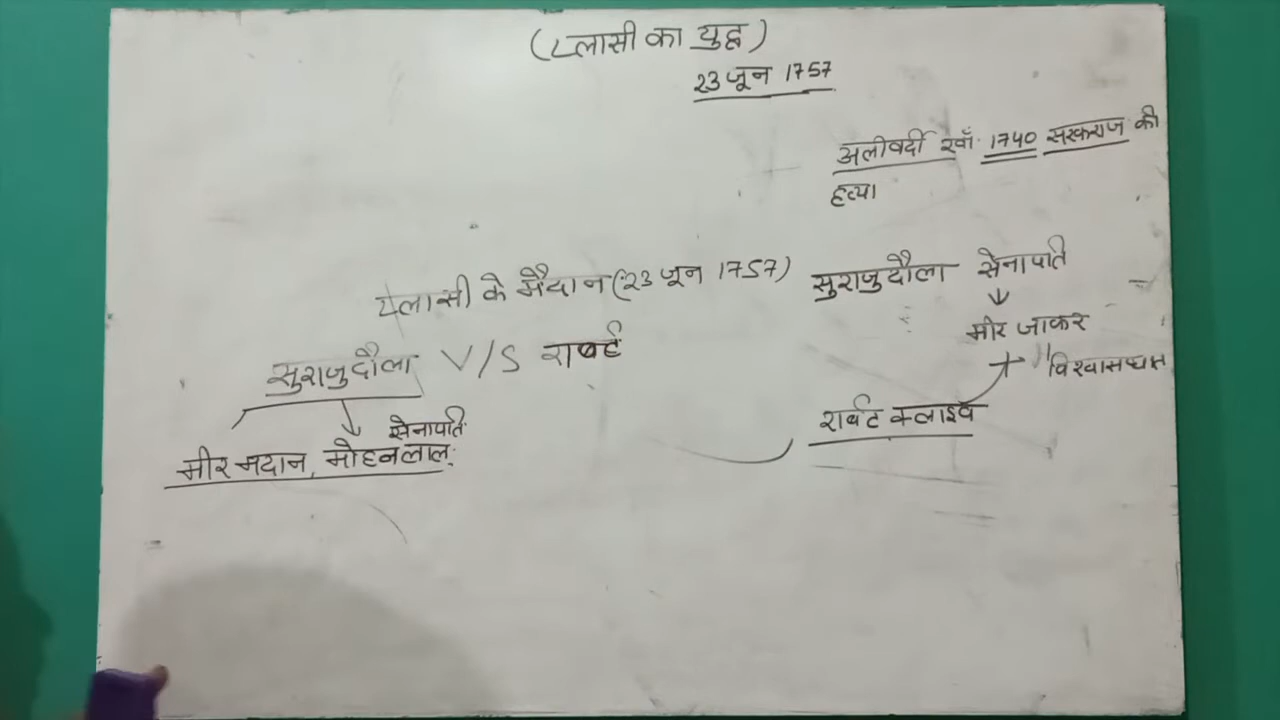 (प्लासी का युद्ध)
23 जून 1757
अलीवर्दी खाँ 1740 सरफराज की
हत्या
प्लासी के मैदान (23 जून 1757)
सुराजुदौला सेनापति
मीर जाफर
"विश्वासघात
सुराजुदौला V/S राबर्ट
राबर्ट क्लाइव
सेनापति
मीर मदान, मोहनलाल